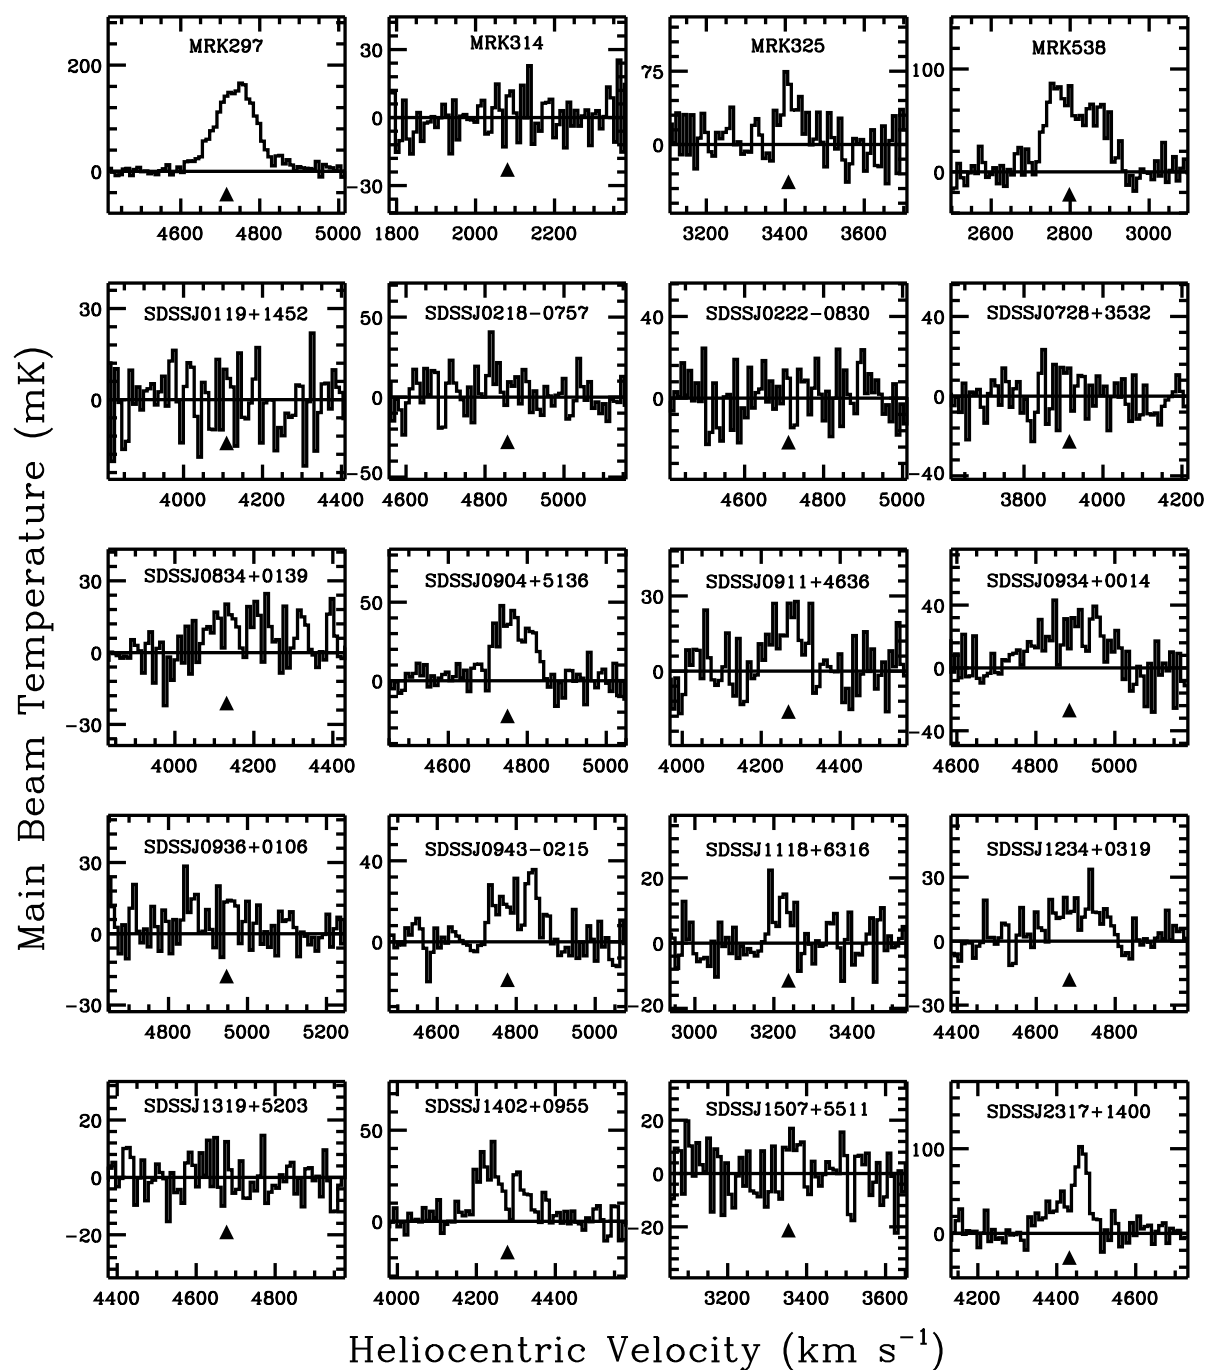 MRK297
200
0
4600 4800 5000
MRK314
30
0
−30
1800 2000 2200
MRK325
75
0
3200 3400 3600
MRK538
100
0
2600 2800 3000
SDSSJ0119+1452
30
0
4000 4200 4400
SDSSJ0218−0757
50
0
−50
4600 4800 5000
SDSSJ0222−0830
40
0
4600 4800 5000
SDSSJ0728+3532
40
0
−40
3800 4000 4200
SDSSJ0834+0139
30
0
−30
4000 4200 4400
SDSSJ0904+5136
50
0
4600 4800 5000
SDSSJ0911+4636
30
0
4000 4200 4400
SDSSJ0934+0014
40
0
−40
4600 4800 5000
SDSSJ0936+0106
30
0
−30
4800 5000 5200
SDSSJ0943−0215
40
0
4600 4800 5000
SDSSJ1118+6316
20
0
−20
3000 3200 3400
SDSSJ1234+0319
30
0
−30
4400 4600 4800
SDSSJ1319+5203
20
0
−20
4400 4600 4800
SDSSJ1402+0955
50
0
4000 4200 4400
SDSSJ1507+5511
20
0
−20
3200 3400 3600
SDSSJ2317+1400
100
0
4200 4400 4600
Main Beam Temperature (mK)
Heliocentric Velocity (km s⁻¹)